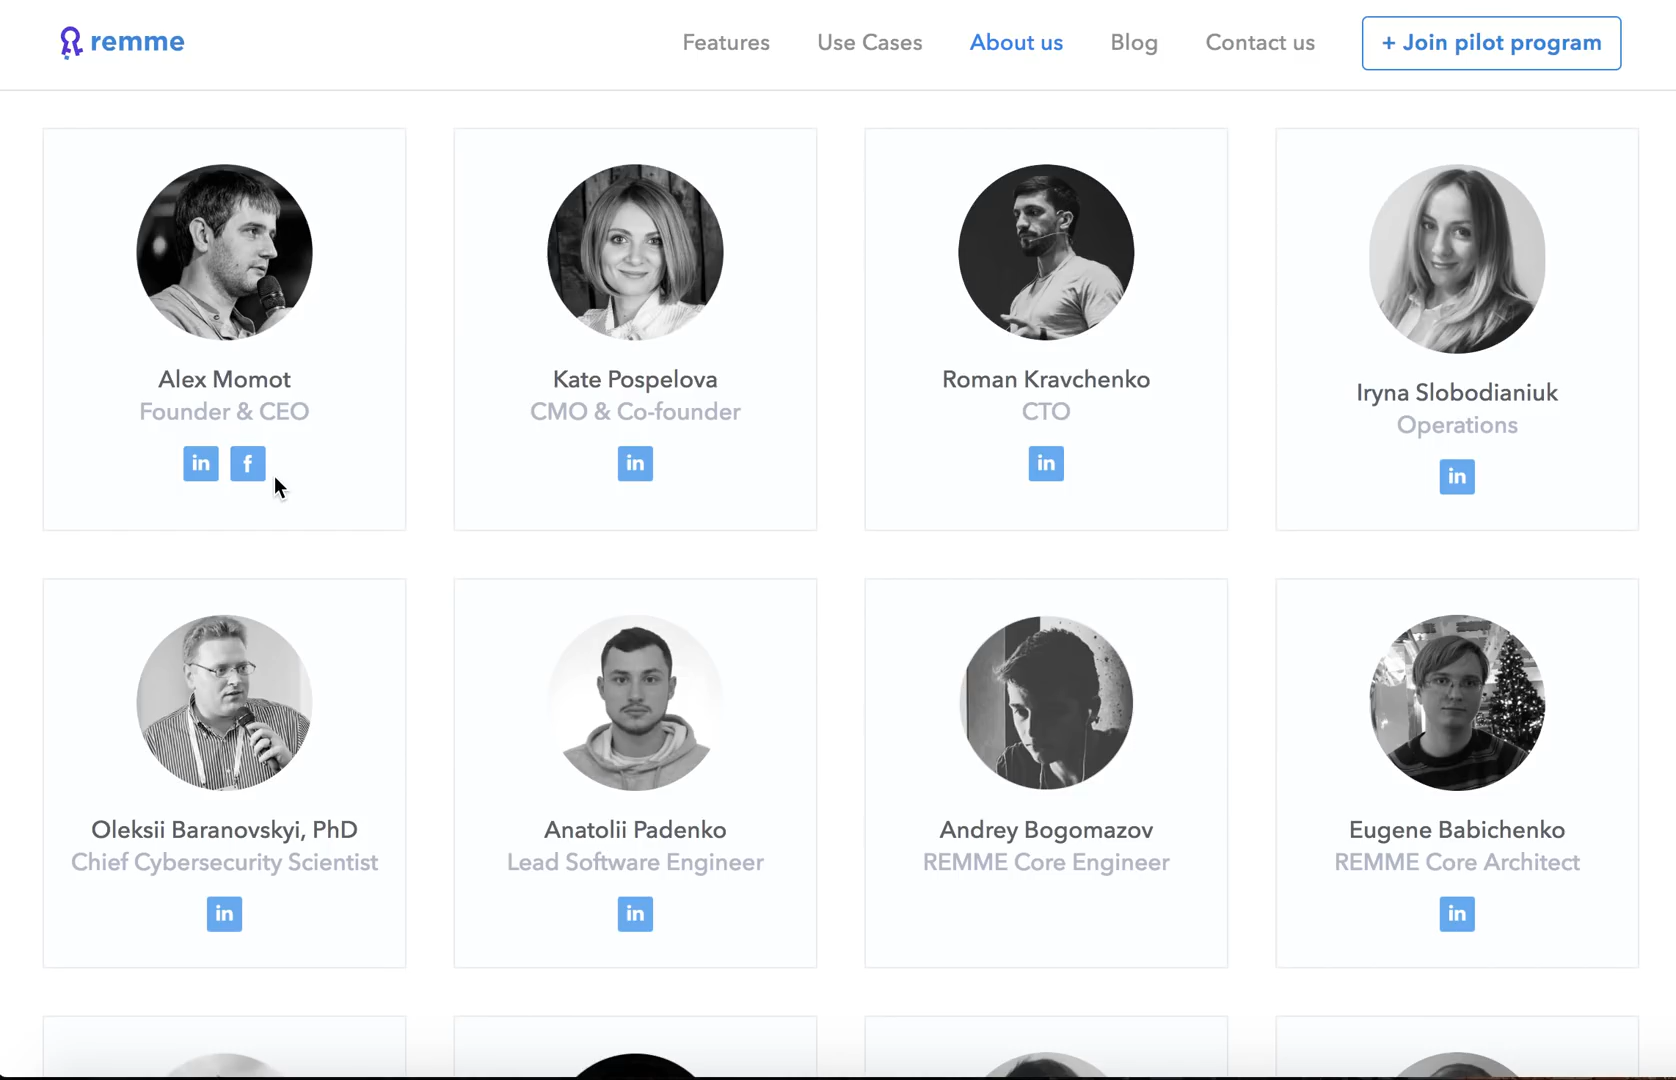 remme
Features
Use Cases
About us
Blog
Contact us
+ Join pilot program
Alex Momot
Founder & CEO
in
f
Kate Pospelova
CMO & Co-founder
in
Roman Kravchenko
CTO
in
Iryna Slobodianiuk
Operations
in
Oleksii Baranovskyi, PhD
Chief Cybersecurity Scientist
in
Anatolii Padenko
Lead Software Engineer
in
Andrey Bogomazov
REMME Core Engineer
Eugene Babichenko
REMME Core Architect
in